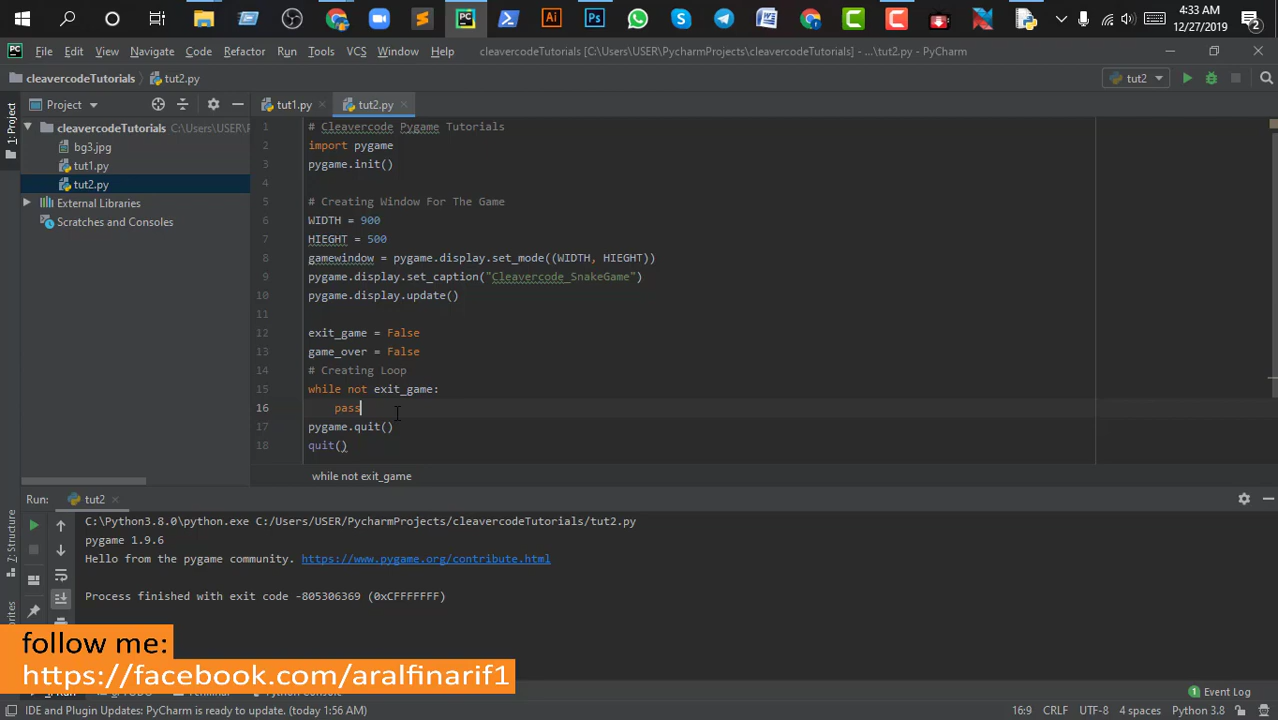 4:33 AM
12/27/2019
File Edit View Navigate Code Refactor Run Tools VCS Window Help cleavercodeTutorials [C:\Users\USER\PycharmProjects\cleavercodeTutorials] - ...\tut2.py - PyCharm
cleavercodeTutorials tut2.py
tut2
Project
tut1.py
tut2.py
1: Project
cleavercodeTutorials C:\Users\USER\
bg3.jpg
tut1.py
tut2.py
External Libraries
Scratches and Consoles
1 # Cleavercode Pygame Tutorials
2 import pygame
3 pygame.init()
4
5 # Creating Window For The Game
6 WIDTH = 900
7 HIEGHT = 500
8 gamewindow = pygame.display.set_mode((WIDTH, HIEGHT))
9 pygame.display.set_caption("Cleavercode_SnakeGame")
10 pygame.display.update()
11
12 exit_game = False
13 game_over = False
14 # Creating Loop
15 while not exit_game:
16 pass
17 pygame.quit()
18 quit()
while not exit_game
Run: tut2
C:\Python3.8.0\python.exe C:/Users/USER/PycharmProjects/cleavercodeTutorials/tut2.py
pygame 1.9.6
Hello from the pygame community. https://www.pygame.org/contribute.html
Process finished with exit code -805306369 (0xCFFFFFFF)
7: Structure
follow me:
https://facebook.com/aralfinarif1
1 Event Log
IDE and Plugin Updates: PyCharm is ready to update. (today 1:56 AM)
16:9 CRLF UTF-8 4 spaces Python 3.8